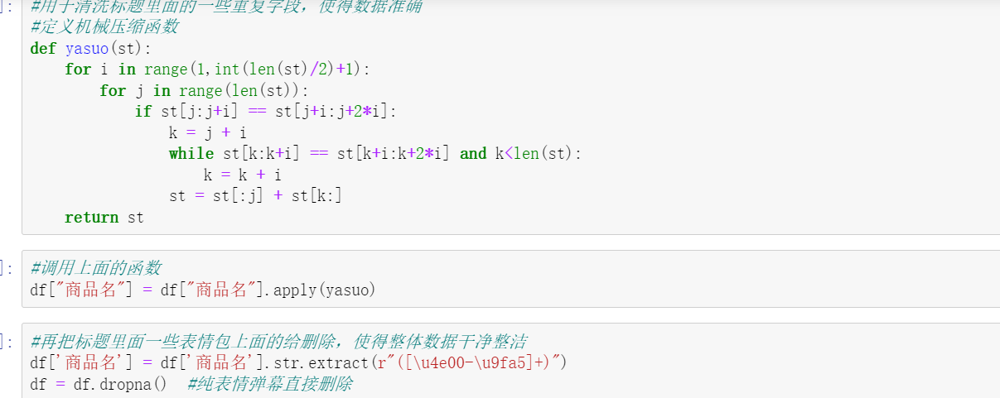 ]: #用于清洗标题里面的一些重复字段，使得数据准确
#定义机械压缩函数
def yasuo(st):
    for i in range(1,int(len(st)/2)+1):
        for j in range(len(st)):
            if st[j:j+i] == st[j+i:j+2*i]:
                k = j + i
                while st[k:k+i] == st[k+i:k+2*i] and k<len(st):
                    k = k + i
                st = st[:j] + st[k:]
    return st
]: #调用上面的函数
df["商品名"] = df["商品名"].apply(yasuo)
]: #再把标题里面一些表情包上面的给删除，使得整体数据干净整洁
df['商品名'] = df['商品名'].str.extract(r"([\u4e00-\u9fa5]+)")
df = df.dropna()  #纯表情弹幕直接删除